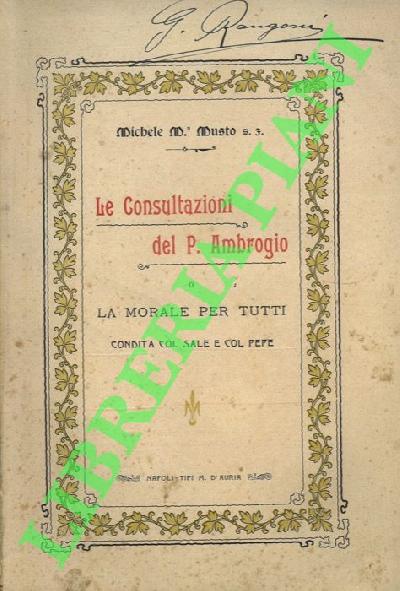 G. Rangoni
Michele M.ª Musto S. J.
Le Consultazioni
del P. Ambrogio
O
LA MORALE PER TUTTI
CONDITA COL SALE E COL PEPE
NAPOLI-TIPI M. D'AURIA
LIBRERIA PIANI